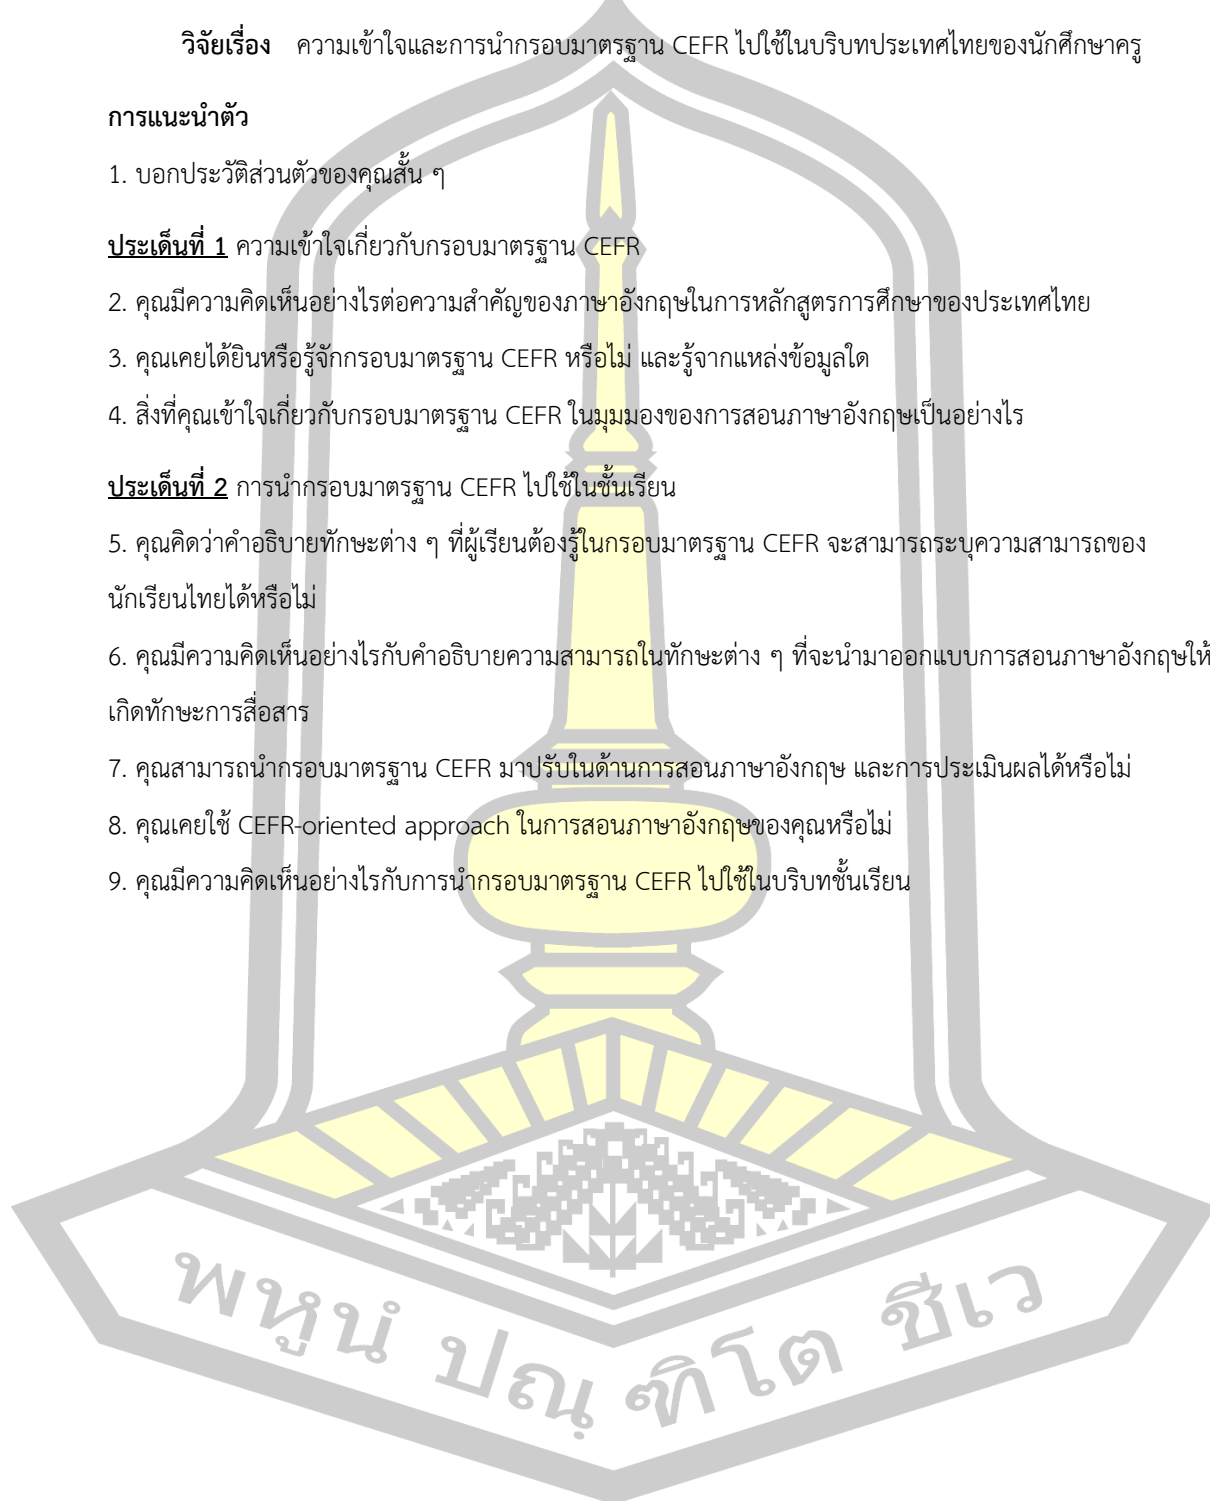 วิจัยเรื่อง ความเข้าใจและการนำกรอบมาตรฐาน CEFR ไปใช้ในบริบทประเทศไทยของนักศึกษาครู
การแนะนำตัว
1. บอกประวัติส่วนตัวของคุณสั้น ๆ
ประเด็นที่ 1 ความเข้าใจเกี่ยวกับกรอบมาตรฐาน CEFR
2. คุณมีความคิดเห็นอย่างไรต่อความสำคัญของภาษาอังกฤษในการหลักสูตรการศึกษาของประเทศไทย
3. คุณเคยได้ยินหรือรู้จักกรอบมาตรฐาน CEFR หรือไม่ และรู้จากแหล่งข้อมูลใด
4. สิ่งที่คุณเข้าใจเกี่ยวกับกรอบมาตรฐาน CEFR ในมุมมองของการสอนภาษาอังกฤษเป็นอย่างไร
ประเด็นที่ 2 การนำกรอบมาตรฐาน CEFR ไปใช้ในชั้นเรียน
5. คุณคิดว่าคำอธิบายทักษะต่าง ๆ ที่ผู้เรียนต้องรู้ในกรอบมาตรฐาน CEFR จะสามารถระบุความสามารถของ
นักเรียนไทยได้หรือไม่
6. คุณมีความคิดเห็นอย่างไรกับคำอธิบายความสามารถในทักษะต่าง ๆ ที่จะนำมาออกแบบการสอนภาษาอังกฤษให้
เกิดทักษะการสื่อสาร
7. คุณสามารถนำกรอบมาตรฐาน CEFR มาปรับในด้านการสอนภาษาอังกฤษ และการประเมินผลได้หรือไม่
8. คุณเคยใช้ CEFR-oriented approach ในการสอนภาษาอังกฤษของคุณหรือไม่
9. คุณมีความคิดเห็นอย่างไรกับการนำกรอบมาตรฐาน CEFR ไปใช้ในบริบทชั้นเรียน
พหูนํ ปณฺฑิโต ชีเว